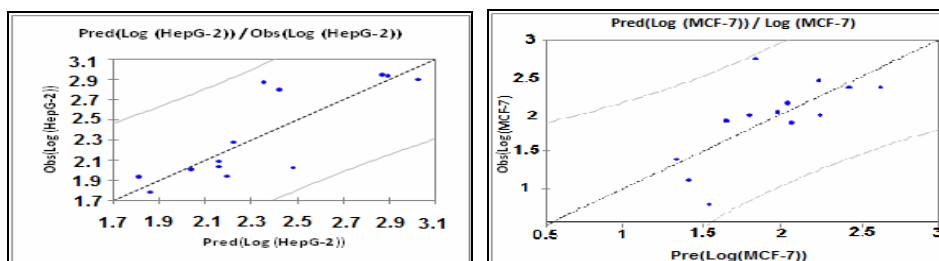 Pred(Log (HepG-2)) / Obs(Log (HepG-2))
3.1
2.9
2.7
2.5
2.3
2.1
1.9
1.7
Obs(Log (HepG-2))
1.7 1.9 2.1 2.3 2.5 2.7 2.9 3.1
Pred(Log (HepG-2))
Pred(Log (MCF-7)) / Log (MCF-7)
3
2.5
2
1.5
1
Obs(Log(MCF-7)
0.5 1 1.5 2 2.5 3
Pre(Log(MCF-7))